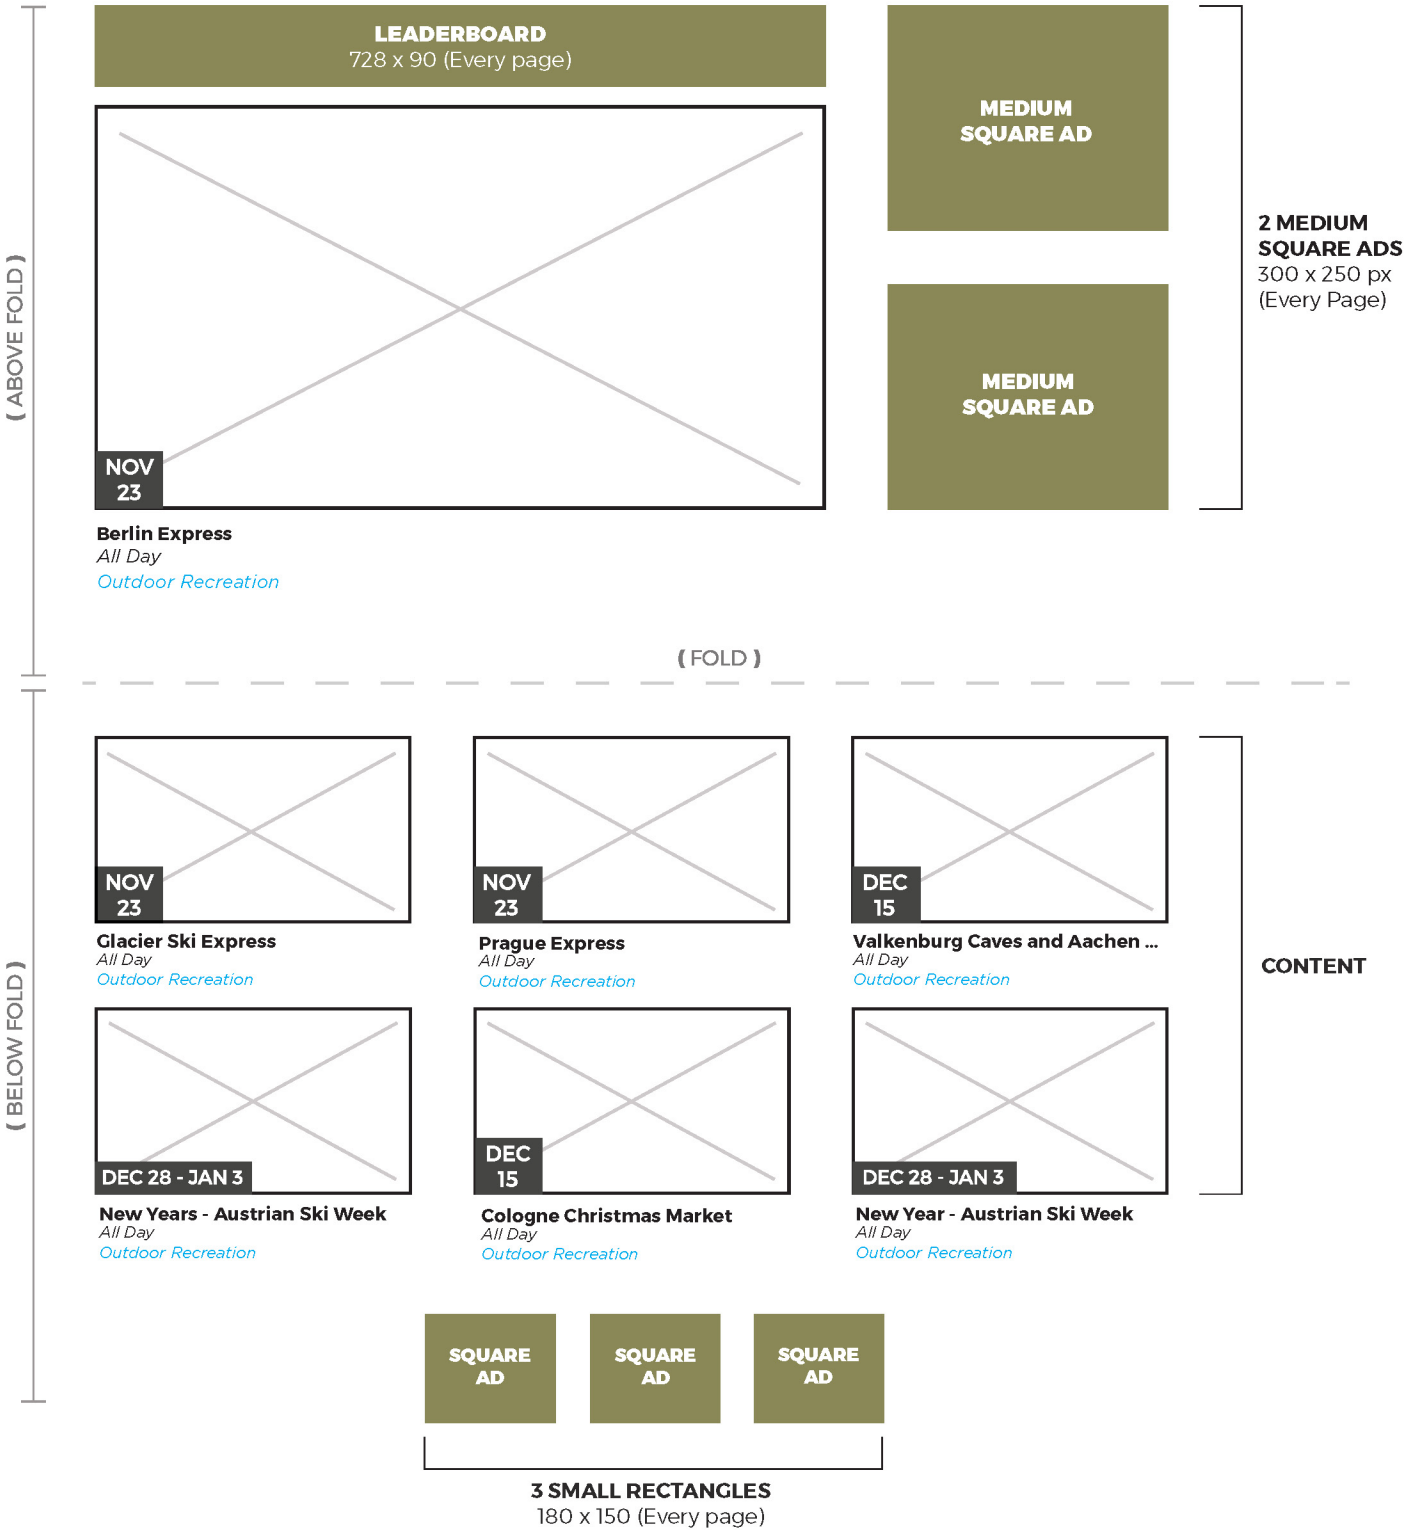 LEADERBOARD
728 x 90 (Every page)
MEDIUM
SQUARE AD
MEDIUM
SQUARE AD
2 MEDIUM
SQUARE ADS
300 x 250 px
(Every Page)
( ABOVE FOLD )
NOV
23
Berlin Express
All Day
Outdoor Recreation
( FOLD )
( BELOW FOLD )
NOV
23
Glacier Ski Express
All Day
Outdoor Recreation
NOV
23
Prague Express
All Day
Outdoor Recreation
DEC
15
Valkenburg Caves and Aachen ...
All Day
Outdoor Recreation
CONTENT
DEC 28 - JAN 3
New Years - Austrian Ski Week
All Day
Outdoor Recreation
DEC
15
Cologne Christmas Market
All Day
Outdoor Recreation
DEC 28 - JAN 3
New Year - Austrian Ski Week
All Day
Outdoor Recreation
SQUARE
AD
SQUARE
AD
SQUARE
AD
3 SMALL RECTANGLES
180 x 150 (Every page)